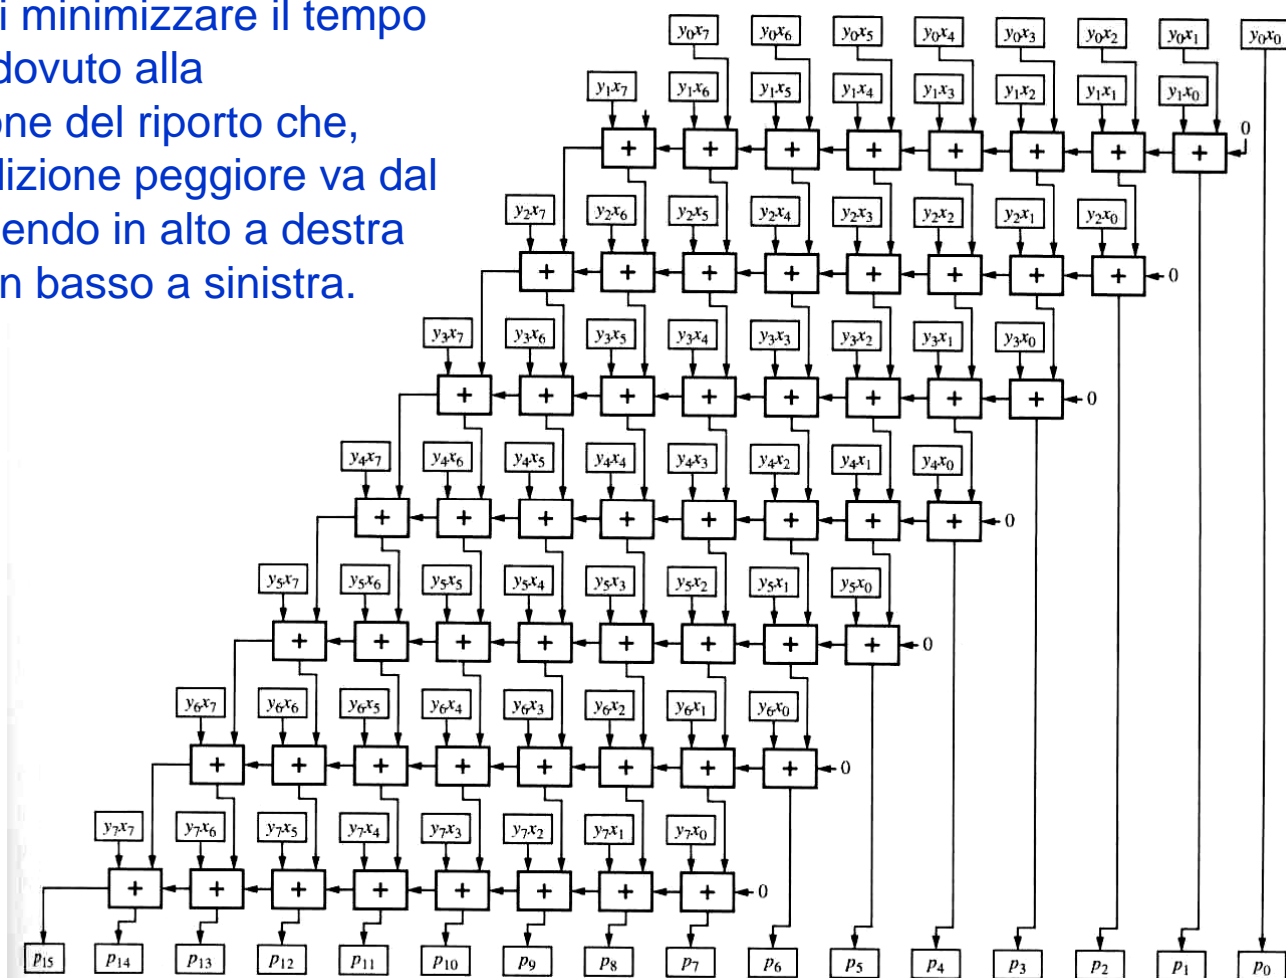 i minimizzare il tempo
dovuto alla
one del riporto che,
dizione peggiore va dal
endo in alto a destra
n basso a sinistra.
y₀x₇ y₀x₆ y₀x₅ y₀x₄ y₀x₃ y₀x₂ y₀x₁ y₀x₀
y₁x₇ y₁x₆ y₁x₅ y₁x₄ y₁x₃ y₁x₂ y₁x₁ y₁x₀
+ + + + + + + + 0
y₂x₇ y₂x₆ y₂x₅ y₂x₄ y₂x₃ y₂x₂ y₂x₁ y₂x₀
+ + + + + + + + 0
y₃x₇ y₃x₆ y₃x₅ y₃x₄ y₃x₃ y₃x₂ y₃x₁ y₃x₀
+ + + + + + + + 0
y₄x₇ y₄x₆ y₄x₅ y₄x₄ y₄x₃ y₄x₂ y₄x₁ y₄x₀
+ + + + + + + + 0
y₅x₇ y₅x₆ y₅x₅ y₅x₄ y₅x₃ y₅x₂ y₅x₁ y₅x₀
+ + + + + + + + 0
y₆x₇ y₆x₆ y₆x₅ y₆x₄ y₆x₃ y₆x₂ y₆x₁ y₆x₀
+ + + + + + + + 0
y₇x₇ y₇x₆ y₇x₅ y₇x₄ y₇x₃ y₇x₂ y₇x₁ y₇x₀
+ + + + + + + + 0
p₁₅ p₁₄ p₁₃ p₁₂ p₁₁ p₁₀ p₉ p₈ p₇ p₆ p₅ p₄ p₃ p₂ p₁ p₀